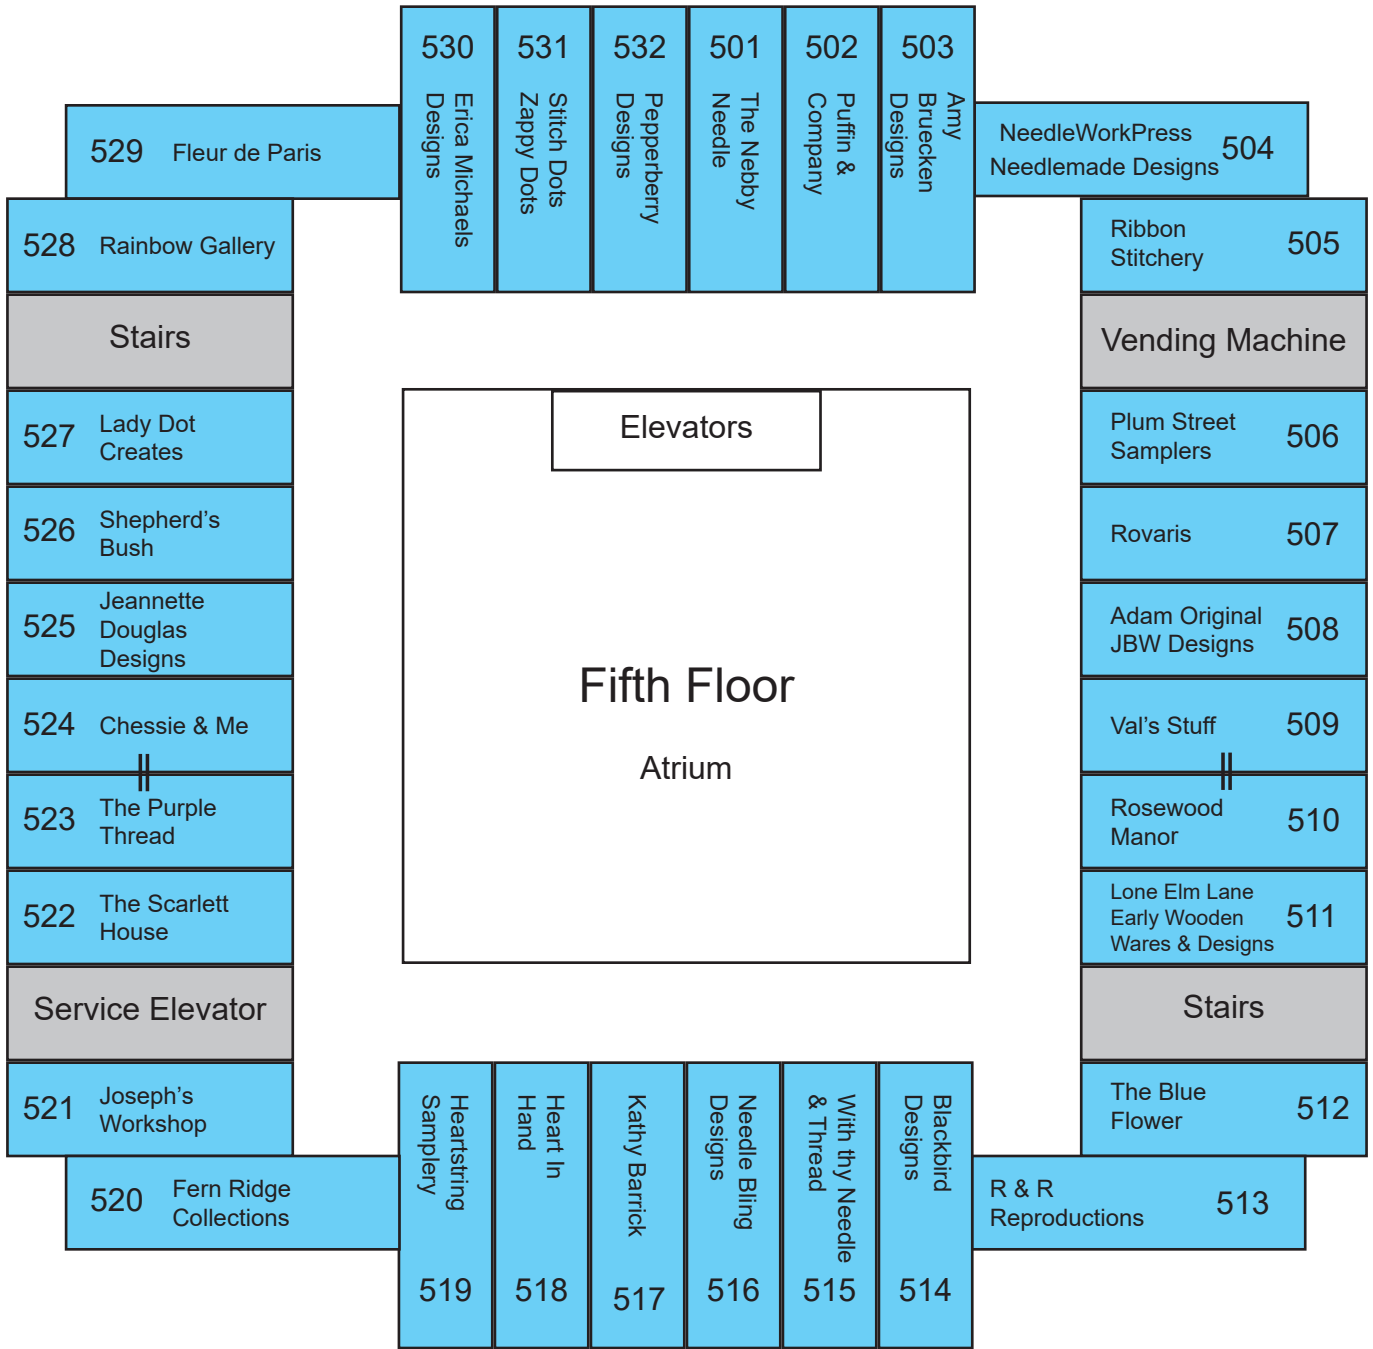 530
Erica Michaels
Designs
531
Stitch Dots
Zappy Dots
532
Pepperberry
Designs
501
The Nebby
Needle
502
Puffin &
Company
503
Amy
Bruecken
Designs
529 Fleur de Paris
NeedleWorkPress
Needlemade Designs
504
528 Rainbow Gallery
Ribbon
Stitchery
505
Stairs
Vending Machine
527
Lady Dot
Creates
Elevators
Plum Street
Samplers
506
526
Shepherd's
Bush
Rovaris 507
525
Jeannette
Douglas
Designs
Adam Original
JBW Designs
508
Fifth Floor
Atrium
524 Chessie & Me
Val's Stuff 509
523
The Purple
Thread
Rosewood
Manor
510
522
The Scarlett
House
Lone Elm Lane
Early Wooden
Wares & Designs
511
Service Elevator
Stairs
521
Joseph's
Workshop
The Blue
Flower
512
520
Fern Ridge
Collections
Heartstring
Samplery
519
Heart In
Hand
518
Kathy Barrick
517
Needle Bling
Designs
516
With thy Needle
& Thread
515
Blackbird
Designs
514
R & R
Reproductions
513